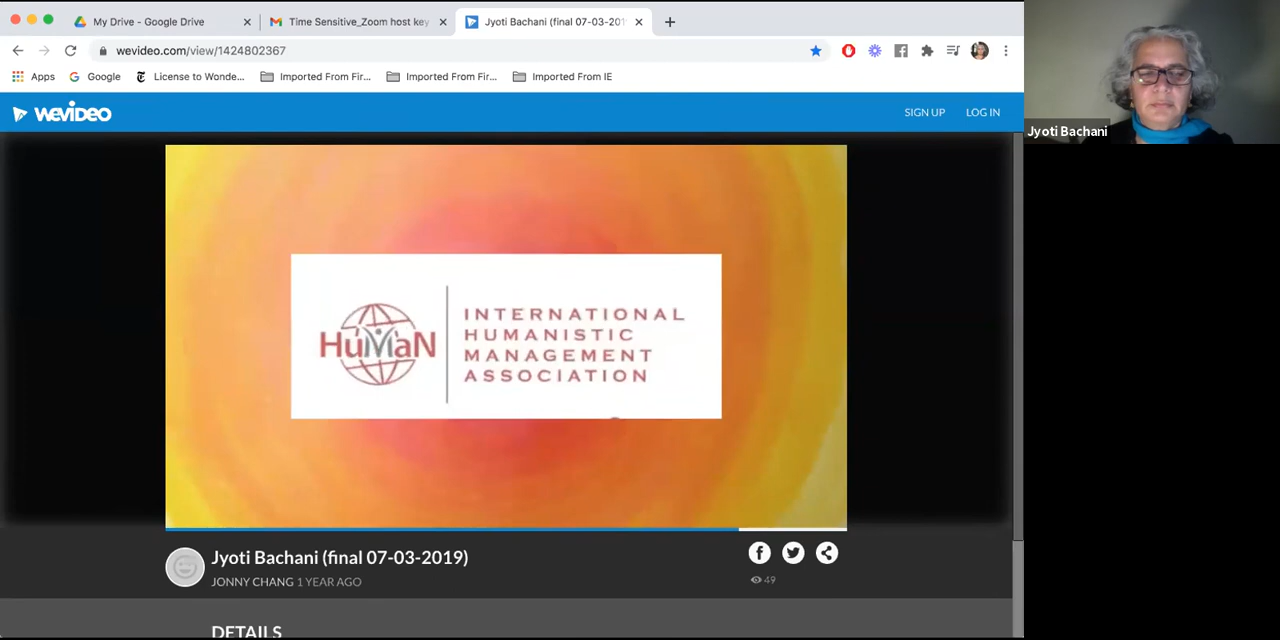 My Drive - Google Drive
Time Sensitive_Zoom host key
Jyoti Bachani (final 07-03-201
wevideo.com/view/1424802367
Apps
Google
License to Wonde...
Imported From Fir...
Imported From Fir...
Imported From IE
WEVIDEO
SIGN UP
LOG IN
Jyoti Bachani
HuMaN
INTERNATIONAL
HUMANISTIC
MANAGEMENT
ASSOCIATION
Jyoti Bachani (final 07-03-2019)
JONNY CHANG 1 YEAR AGO
49
DETAILS